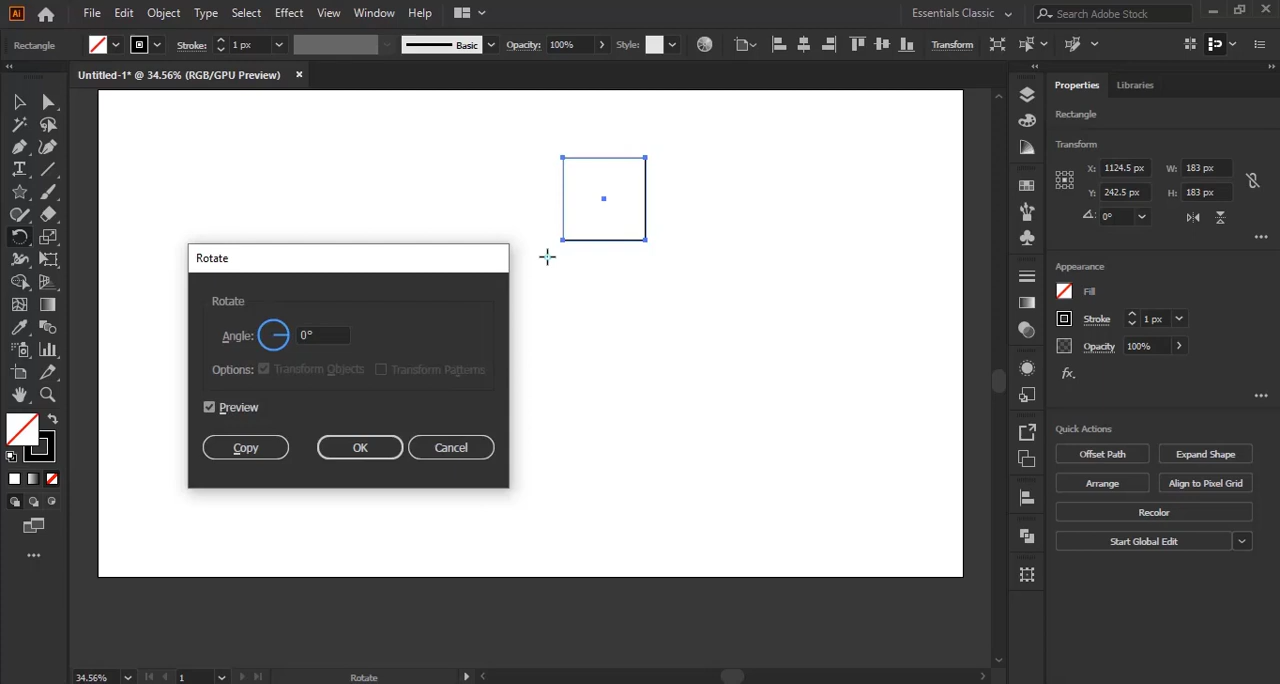 Ai File Edit Object Type Select Effect View Window Help Essentials Classic Search Adobe Stock
Rectangle Stroke: 1 px Basic Opacity: 100% Style: Transform
Untitled-1* @ 34.56% (RGB/GPU Preview) ×
Properties Libraries
Rectangle
Transform
X: 1124.5 px W: 183 px
Y: 242.5 px H: 183 px
0°
Appearance
Fill
Stroke 1 px
Opacity 100%
fx.
Quick Actions
Offset Path Expand Shape
Arrange Align to Pixel Grid
Recolor
Start Global Edit
Rotate
Rotate
Angle: 0°
Options: Transform Objects Transform Patterns
Preview
Copy OK Cancel
34.56% 1 Rotate